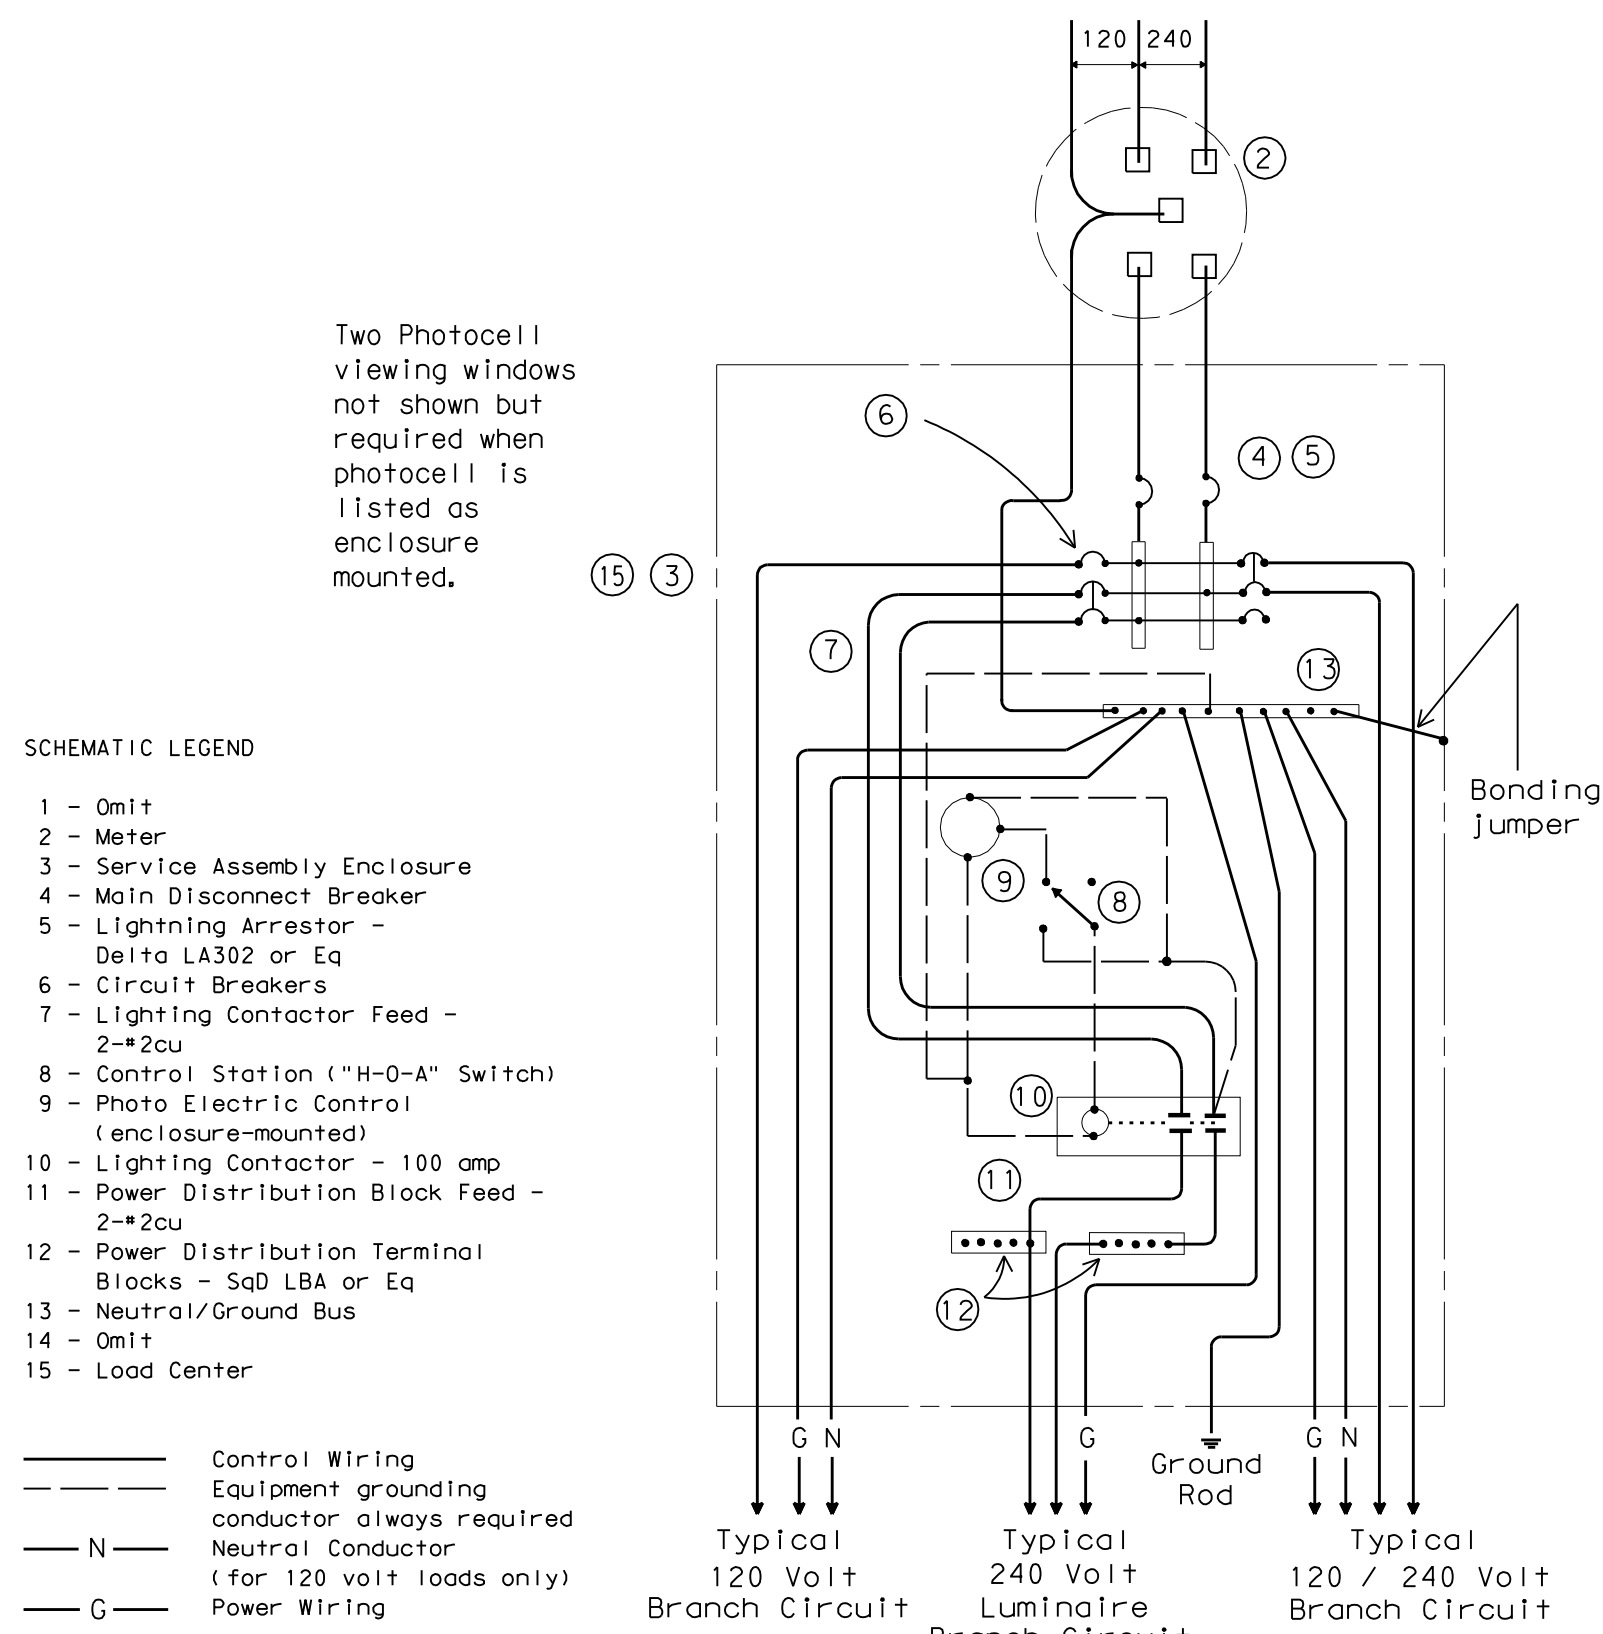 120 240
2
Two Photocell
viewing windows
not shown but
required when
photocell is
listed as
enclosure
mounted.
6
4 5
15 3
7
13
SCHEMATIC LEGEND
1 - Omit
2 - Meter
3 - Service Assembly Enclosure
4 - Main Disconnect Breaker
5 - Lightning Arrestor -
Delta LA302 or Eq
6 - Circuit Breakers
7 - Lighting Contactor Feed -
2-#2cu
8 - Control Station ("H-O-A" Switch)
9 - Photo Electric Control
(enclosure-mounted)
10 - Lighting Contactor - 100 amp
11 - Power Distribution Block Feed -
2-#2cu
12 - Power Distribution Terminal
Blocks - SqD LBA or Eq
13 - Neutral/Ground Bus
14 - Omit
15 - Load Center
Bonding
jumper
9
8
10
11
12
Control Wiring
Equipment grounding
conductor always required
N Neutral Conductor
(for 120 volt loads only)
G Power Wiring
G N
G
Ground
Rod
G N
Typical
120 Volt
Branch Circuit
Typical
240 Volt
Luminaire
Branch Circuit
Typical
120 / 240 Volt
Branch Circuit